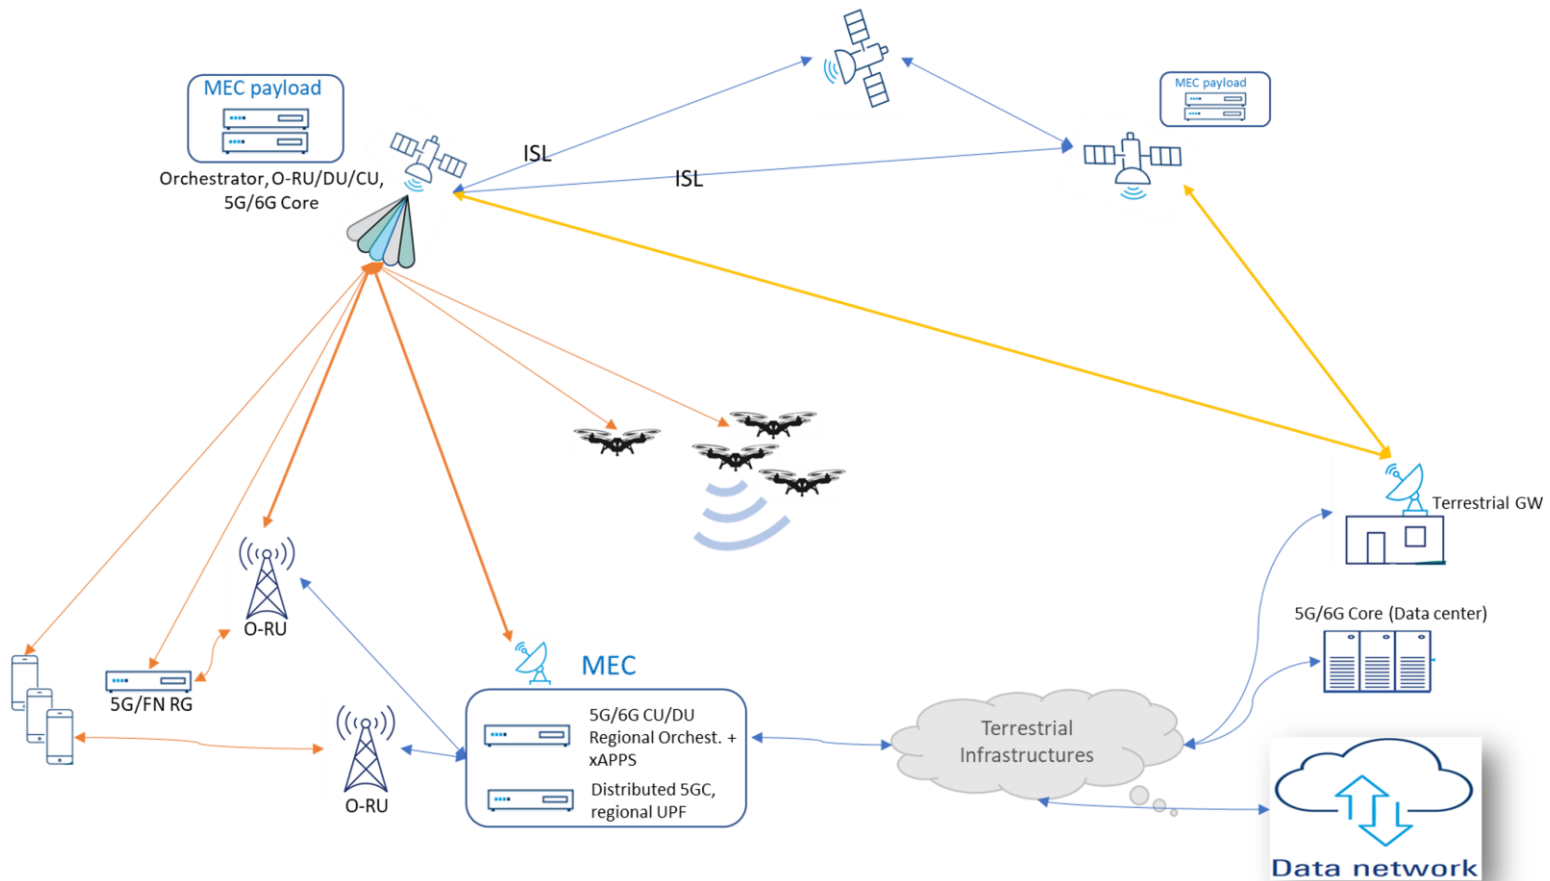 MEC payload
Orchestrator, O-RU/DU/CU,
5G/6G Core
ISL
ISL
MEC payload
Terrestrial GW
5G/6G Core (Data center)
O-RU
5G/FN RG
O-RU
MEC
5G/6G CU/DU
Regional Orchest. +
xAPPS
Distributed 5GC,
regional UPF
Terrestrial
Infrastructures
Data network